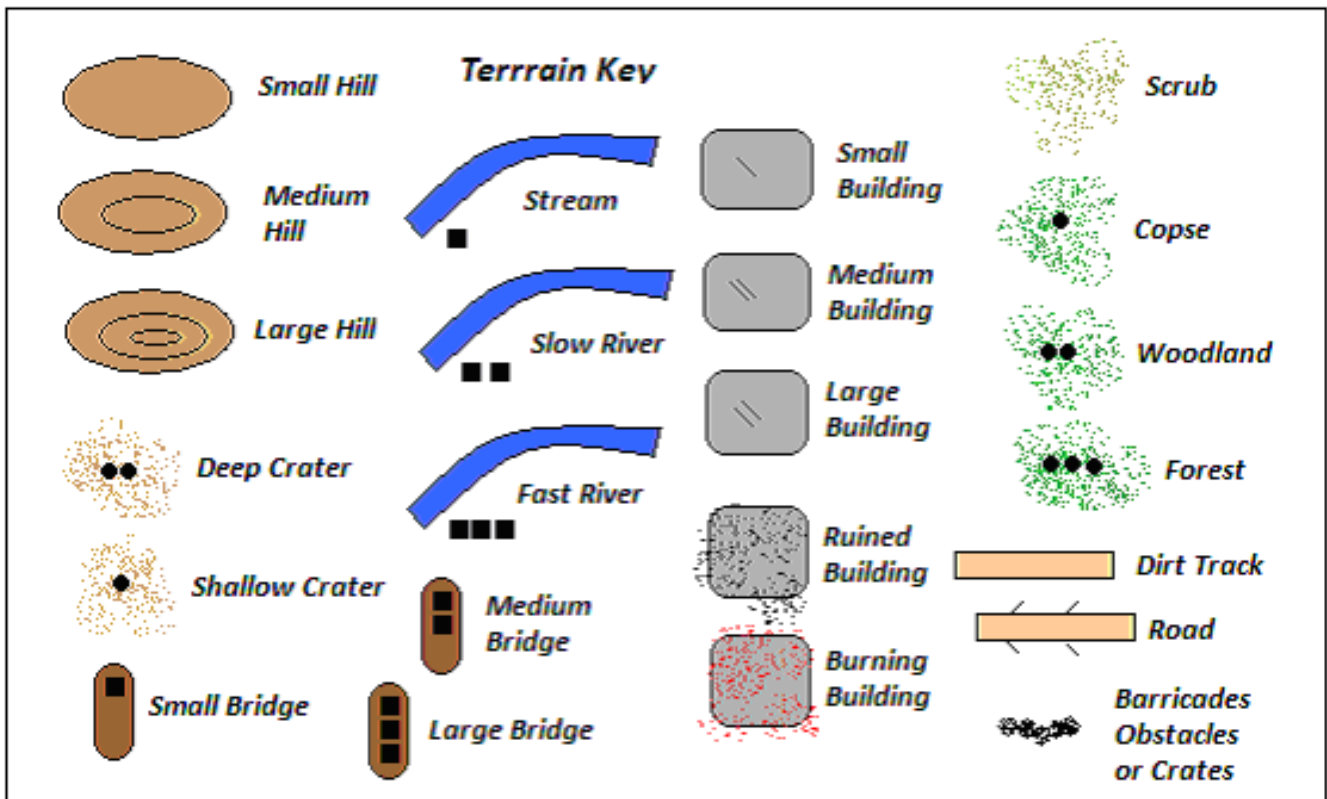 Terrrain Key
Small Hill
Medium
Hill
Large Hill
Deep Crater
Shallow Crater
Small Bridge
Stream
Slow River
Fast River
Medium
Bridge
Large Bridge
Small
Building
Medium
Building
Large
Building
Ruined
Building
Burning
Building
Scrub
Copse
Woodland
Forest
Dirt Track
Road
Barricades
Obstacles
or Crates